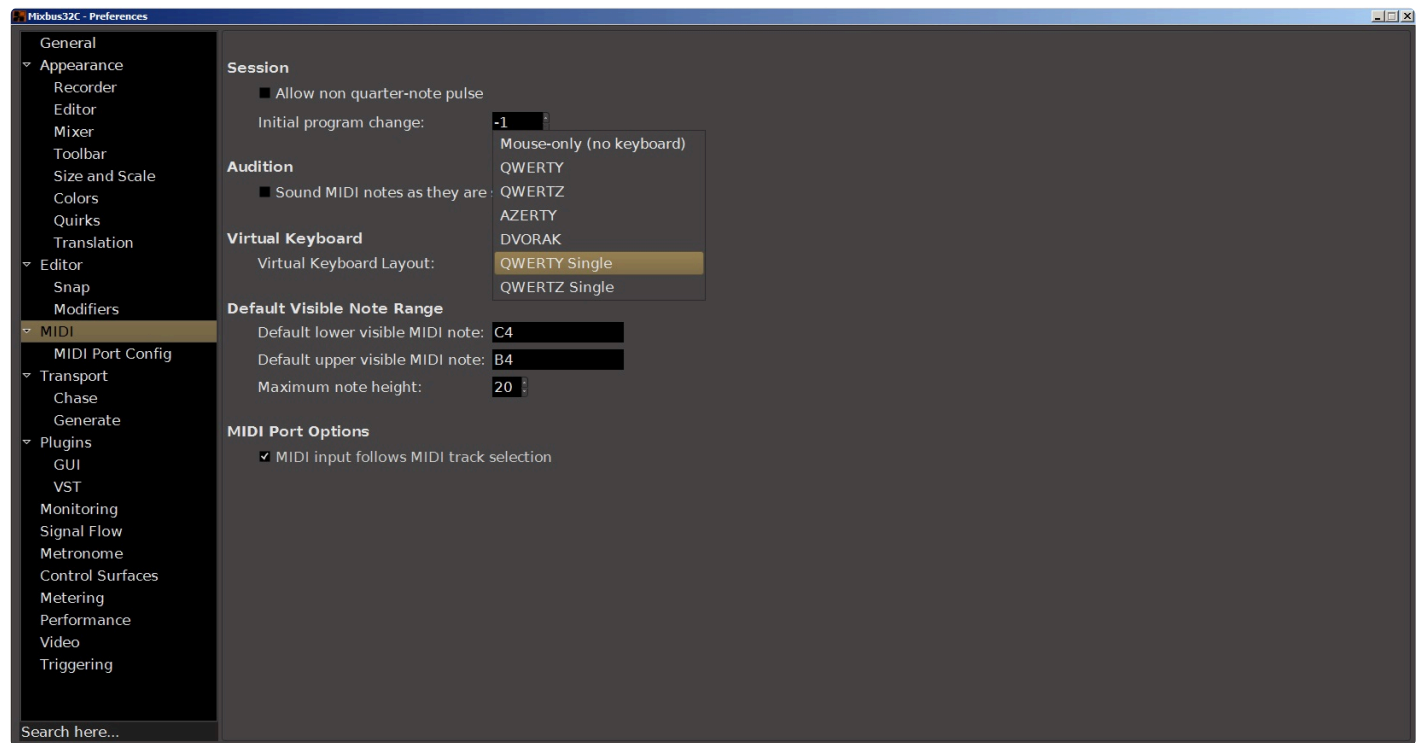 Mixbus32C - Preferences
General
Appearance
Recorder
Editor
Mixer
Toolbar
Size and Scale
Colors
Quirks
Translation
Editor
Snap
Modifiers
MIDI
MIDI Port Config
Transport
Chase
Generate
Plugins
GUI
VST
Monitoring
Signal Flow
Metronome
Control Surfaces
Metering
Performance
Video
Triggering
Search here...
Session
Allow non quarter-note pulse
Initial program change: -1
Audition
Sound MIDI notes as they are
Virtual Keyboard
Virtual Keyboard Layout:
Mouse-only (no keyboard)
QWERTY
QWERTZ
AZERTY
DVORAK
QWERTY Single
QWERTZ Single
Default Visible Note Range
Default lower visible MIDI note: C4
Default upper visible MIDI note: B4
Maximum note height: 20
MIDI Port Options
MIDI input follows MIDI track selection